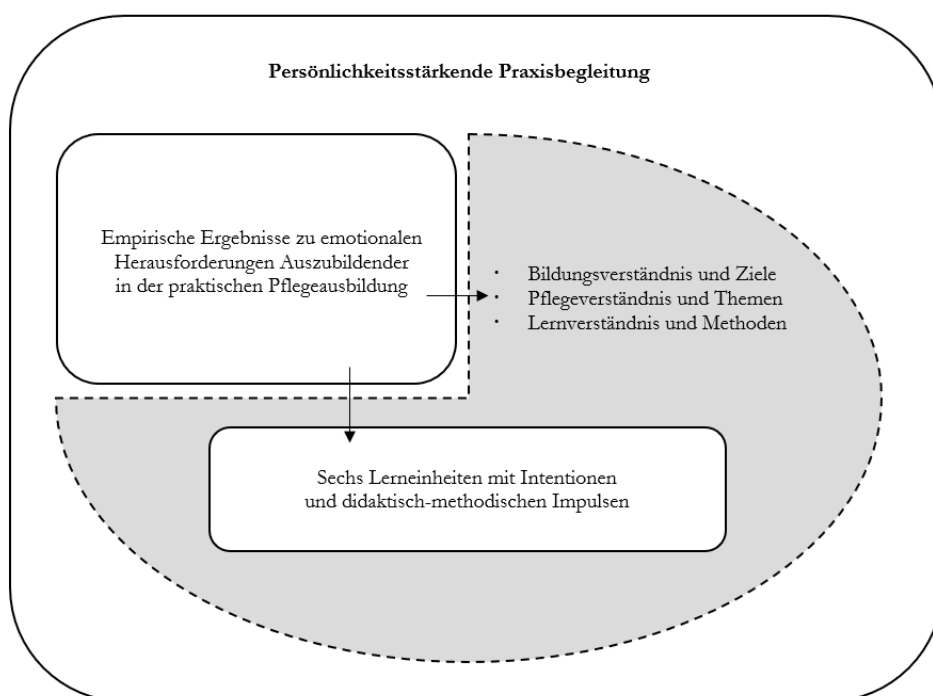 Persönlichkeitsstärkende Praxisbegleitung
Empirische Ergebnisse zu emotionalen
Herausforderungen Auszubildender
in der praktischen Pflegeausbildung
· Bildungsverständnis und Ziele
· Pflegeverständnis und Themen
· Lernverständnis und Methoden
Sechs Lerneinheiten mit Intentionen
und didaktisch-methodischen Impulsen